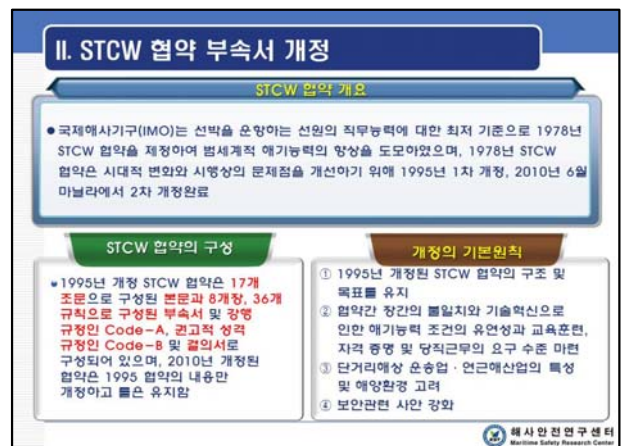 II. STCW 협약 부속서 개정
STCW 협약 개요
● 국제해사기구(IMO)는 선박을 운항하는 선원의 직무능력에 대한 최저 기준으로 1978년
STCW 협약을 제정하여 범세계적 해기능력의 향상을 도모하였으며, 1978년 STCW
협약은 시대적 변화와 시행상의 문제점을 개선하기 위해 1995년 1차 개정, 2010년 6월
마닐라에서 2차 개정완료
STCW 협약의 구성
1995년 개정 STCW 협약은 17개
조문으로 구성된 본문과 8개장, 36개
규칙으로 구성된 부속서 및 강행
규정인 Code-A, 권고적 성격
규정인 Code-B 및 결의서로
구성되어 있으며, 2010년 개정된
협약은 1995 협약의 내용만
개정하고 틀은 유지함
개정의 기본원칙
① 1995년 개정된 STCW 협약의 구조 및
목표를 유지
② 협약간 장간의 불일치와 기술혁신으로
인한 해기능력 조건의 유연성과 교육훈련,
자격 증명 및 당직근무의 요구 수준 마련
③ 단거리해상 운송업·연근해산업의 특성
및 해양환경 고려
④ 보안관련 사안 강화
해사안전연구센터
Maritime Safety Research Center